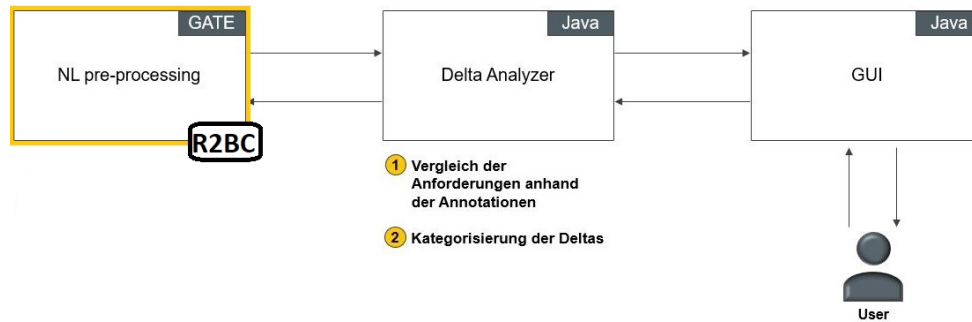 GATE
NL pre-processing
R2BC
Java
Delta Analyzer
Java
GUI
1 Vergleich der
Anforderungen anhand
der Annotationen
2 Kategorisierung der Deltas
User